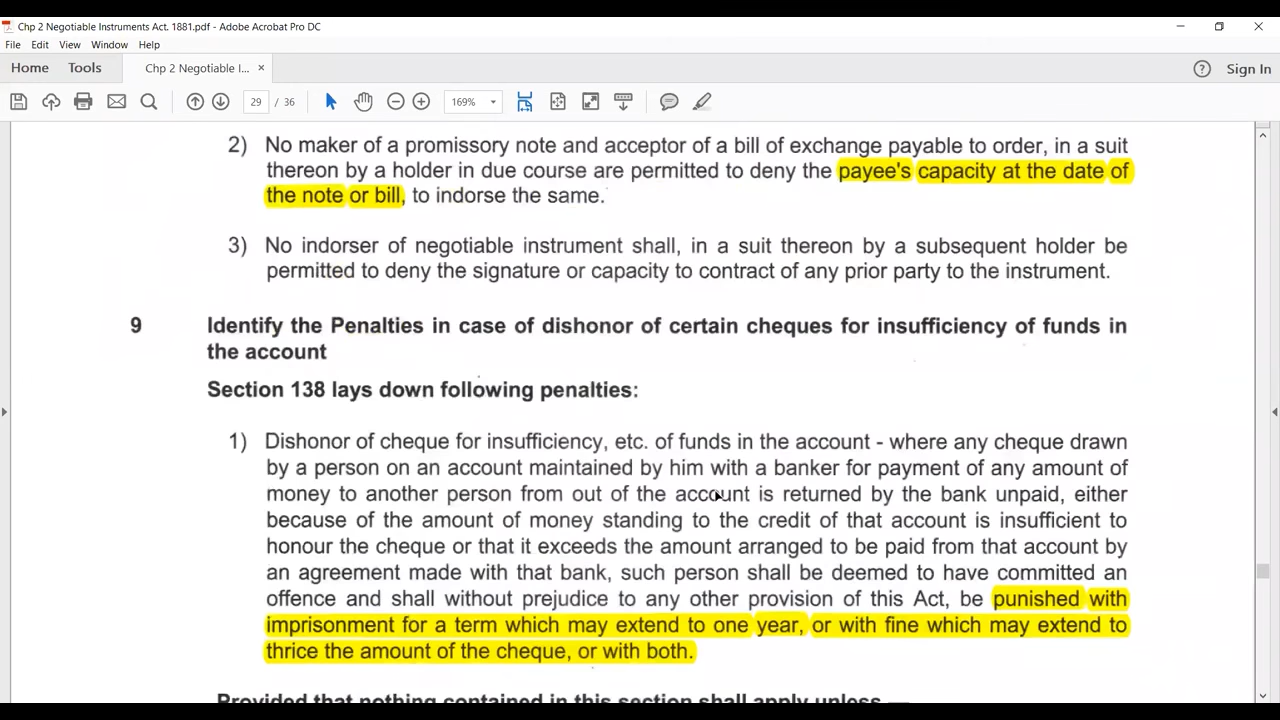 Chp 2 Negotiable Instruments Act. 1881.pdf - Adobe Acrobat Pro DC
File Edit View Window Help
Home Tools Chp 2 Negotiable I... × Sign In
29 / 36 169%
2) No maker of a promissory note and acceptor of a bill of exchange payable to order, in a suit
thereon by a holder in due course are permitted to deny the payee's capacity at the date of
the note or bill, to indorse the same.
3) No indorser of negotiable instrument shall, in a suit thereon by a subsequent holder be
permitted to deny the signature or capacity to contract of any prior party to the instrument.
9 Identify the Penalties in case of dishonor of certain cheques for insufficiency of funds in
the account
Section 138 lays down following penalties:
1) Dishonor of cheque for insufficiency, etc. of funds in the account - where any cheque drawn
by a person on an account maintained by him with a banker for payment of any amount of
money to another person from out of the account is returned by the bank unpaid, either
because of the amount of money standing to the credit of that account is insufficient to
honour the cheque or that it exceeds the amount arranged to be paid from that account by
an agreement made with that bank, such person shall be deemed to have committed an
offence and shall without prejudice to any other provision of this Act, be punished with
imprisonment for a term which may extend to one year, or with fine which may extend to
thrice the amount of the cheque, or with both.
Provided that nothing contained in this section shall apply unless —